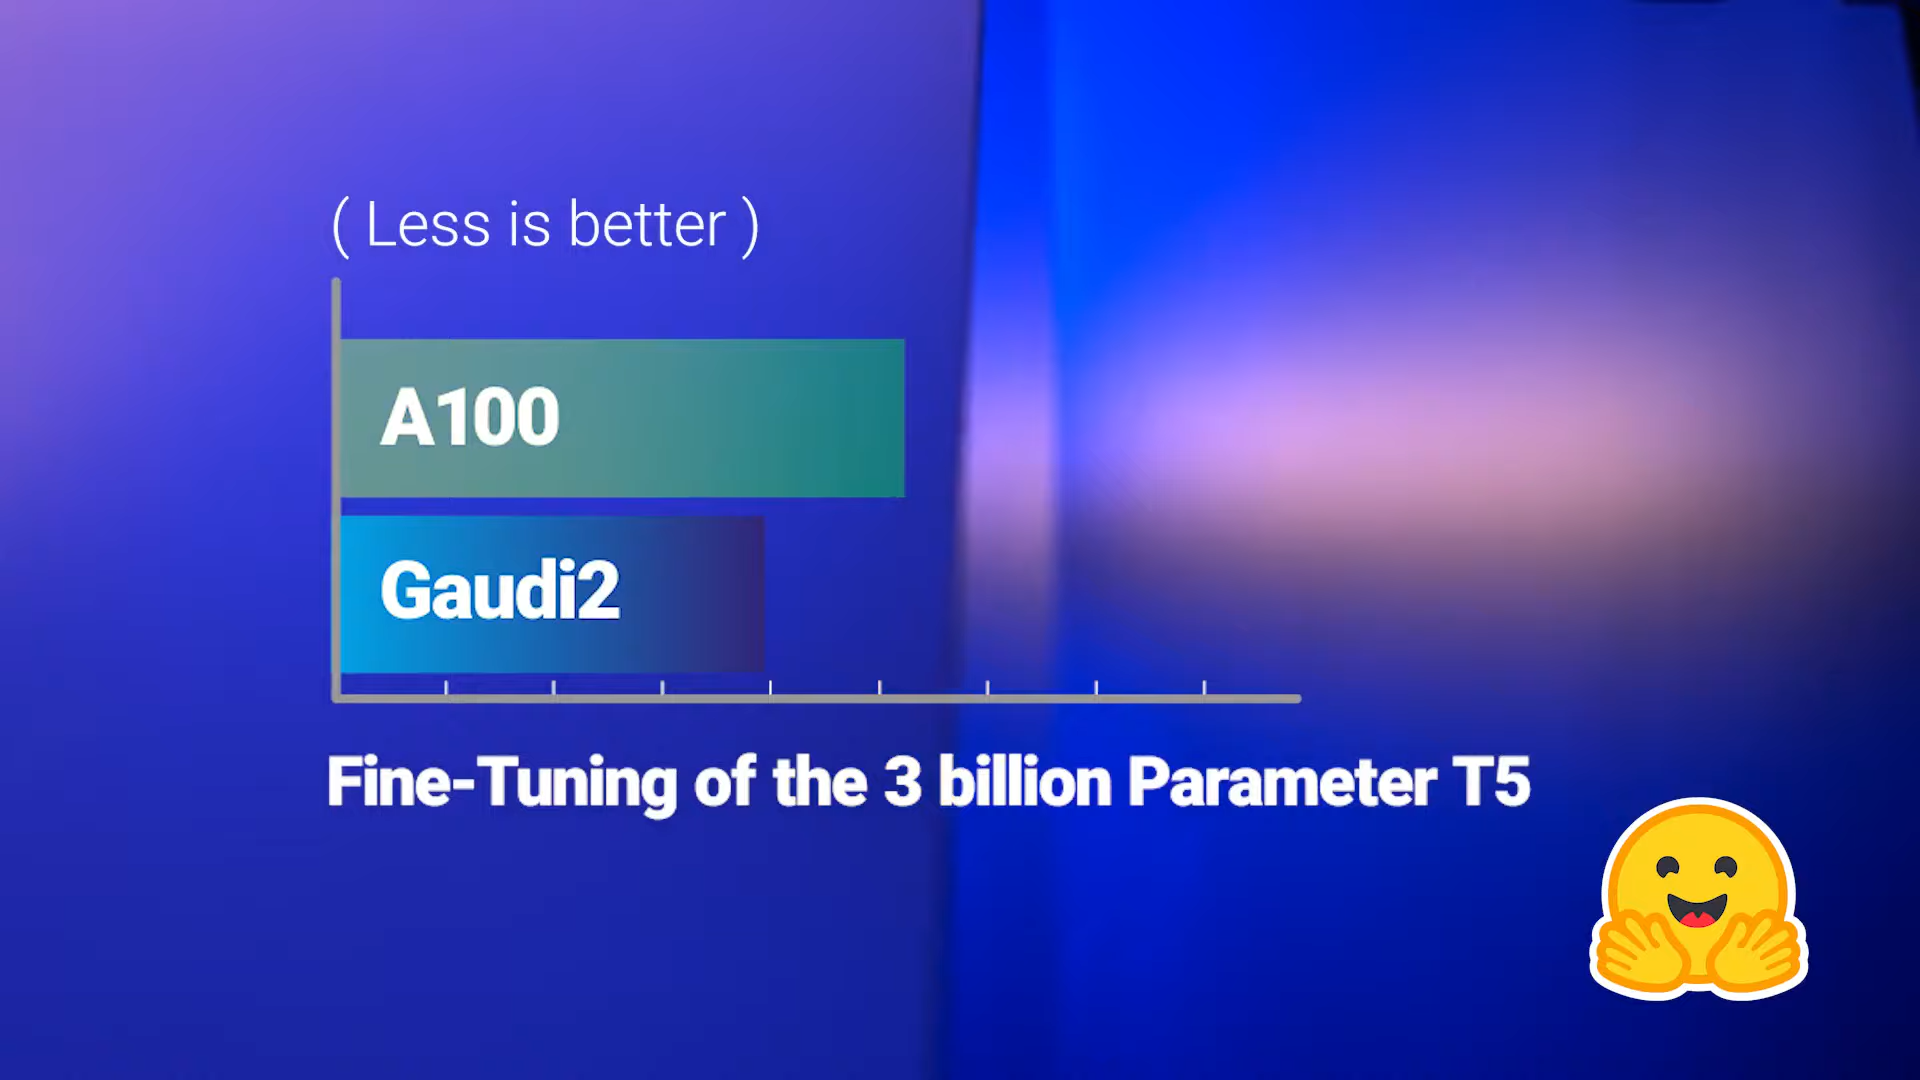 ( Less is better )
A100
Gaudi2
Fine-Tuning of the 3 billion Parameter T5